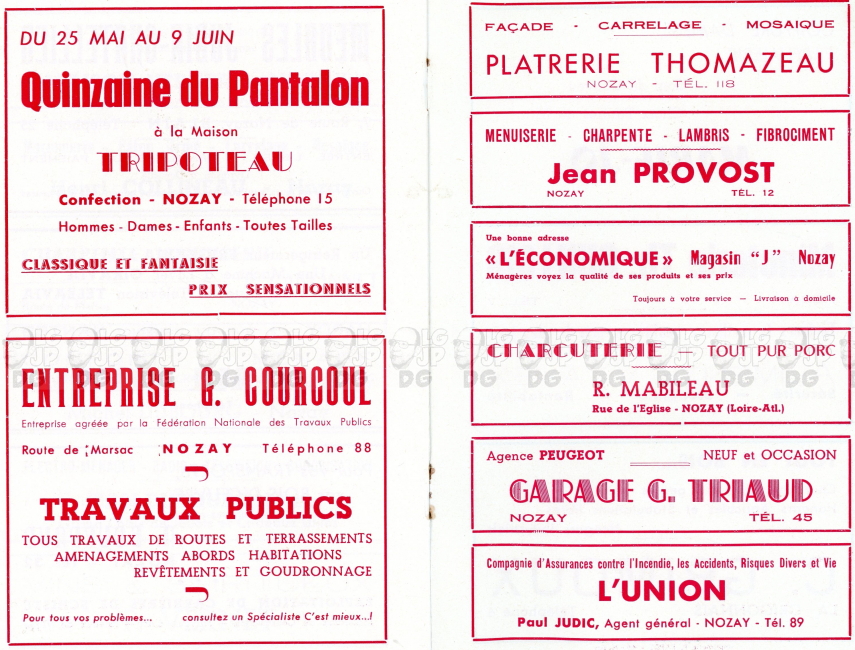 DU 25 MAI AU 9 JUIN
Quinzaine du Pantalon
à la Maison
TRIPOTEAU
Confection - NOZAY - Téléphone 15
Hommes - Dames - Enfants - Toutes Tailles
CLASSIQUE ET FANTAISIE
PRIX SENSATIONNELS
ENTREPRISE G. COURCOUL
Entreprise agréée par la Fédération Nationale des Travaux Publics
Route de Marsac NOZAY Téléphone 88
TRAVAUX PUBLICS
TOUS TRAVAUX DE ROUTES ET TERRASSEMENTS
AMENAGEMENTS ABORDS HABITATIONS
REVÊTEMENTS ET GOUDRONNAGE
Pour tous vos problèmes... consultez un Spécialiste C'est mieux...!
FAÇADE - CARRELAGE - MOSAIQUE
PLATRERIE THOMAZEAU
NOZAY - TÉL. 118
MENUISERIE - CHARPENTE - LAMBRIS - FIBROCIMENT
Jean PROVOST
NOZAY TÉL. 12
Une bonne adresse
« L'ÉCONOMIQUE » Magasin "J" Nozay
Ménagères voyez la qualité de ses produits et ses prix
Toujours à votre service — Livraison à domicile
CHARCUTERIE — TOUT PUR PORC
R. MABILEAU
Rue de l'Eglise - NOZAY (Loire-Atl.)
Agence PEUGEOT NEUF et OCCASION
GARAGE G. TRIAUD
NOZAY TÉL. 45
Compagnie d'Assurances contre l'Incendie, les Accidents, Risques Divers et Vie
L'UNION
Paul JUDIC, Agent général - NOZAY - Tél. 89